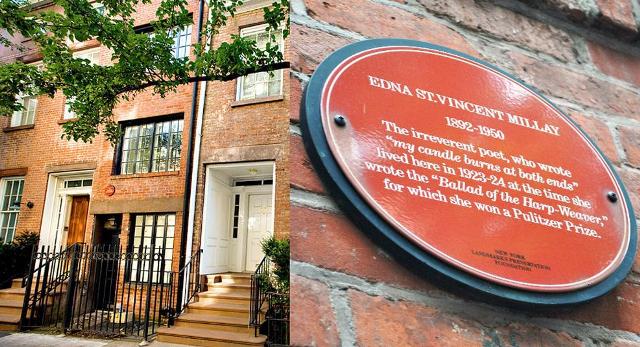 EDNA ST.VINCENT MILLAY
1892-1950
The irreverent poet, who wrote
"my candle burns at both ends"
lived here in 1923-24 at the time she
wrote the "Ballad of the Harp-Weaver,"
for which she won a Pulitzer Prize.
NEW YORK
LANDMARKS PRESERVATION
FOUNDATION